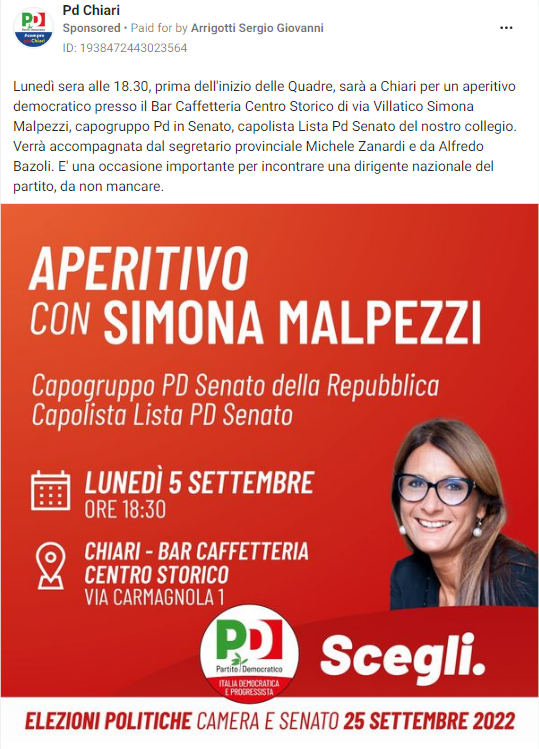 Pd Chiari
Sponsored • Paid for by Arrigotti Sergio Giovanni
ID: 1938472443023564
Lunedì sera alle 18.30, prima dell'inizio delle Quadre, sarà a Chiari per un aperitivo
democratico presso il Bar Caffetteria Centro Storico di via Villatico Simona
Malpezzi, capogruppo Pd in Senato, capolista Lista Pd Senato del nostro collegio.
Verrà accompagnata dal segretario provinciale Michele Zanardi e da Alfredo
Bazoli. E' una occasione importante per incontrare una dirigente nazionale del
partito, da non mancare.
APERITIVO
CON SIMONA MALPEZZI
Capogruppo PD Senato della Repubblica
Capolista Lista PD Senato
LUNEDÌ 5 SETTEMBRE
ORE 18:30
CHIARI - BAR CAFFETTERIA
CENTRO STORICO
VIA CARMAGNOLA 1
PD
Partito Democratico
ITALIA DEMOCRATICA
E PROGRESSISTA
Scegli.
ELEZIONI POLITICHE CAMERA E SENATO 25 SETTEMBRE 2022